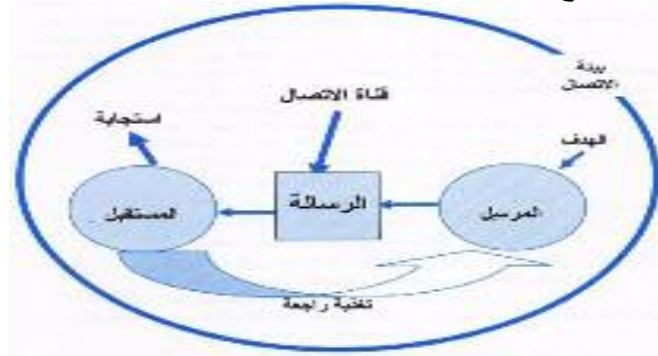 بيئة
الاتصال
قناة الاتصال
استجابة
الهدف
المرسل
الرسالة
المستقبل
تغذية راجعة